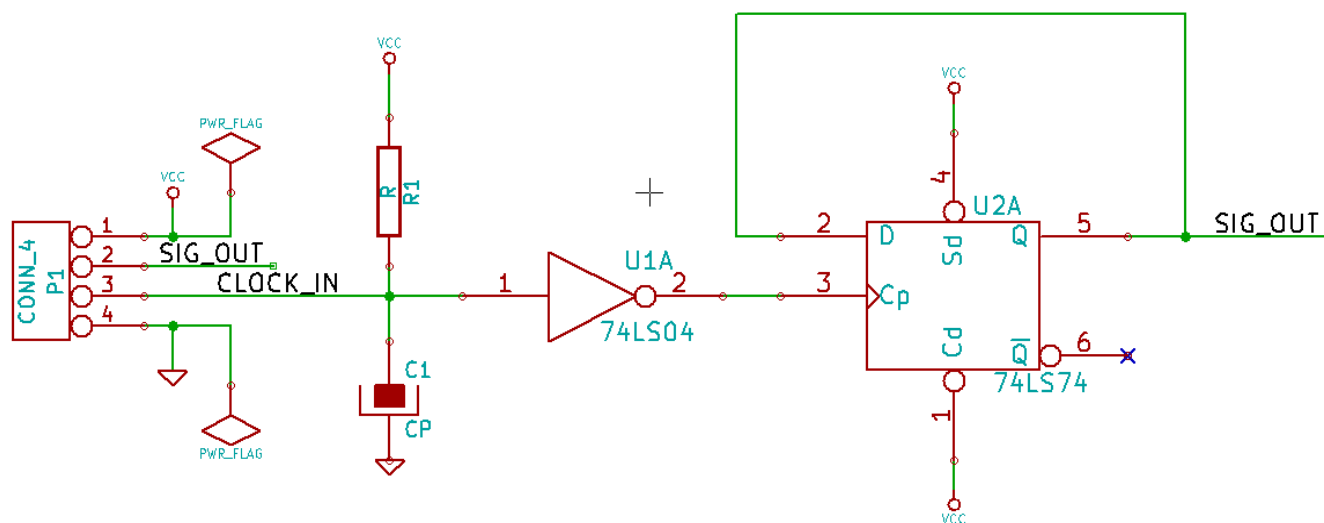 VCC
VCC
PWR_FLAG
VCC
CONN_4
P1
1
2
3
4
SIG_OUT
CLOCK_IN
R
R1
1
U1A
2
74LS04
C1
CP
PWR_FLAG
4
U2A
2
D
Sd
Q
5
SIG_OUT
3
Cp
Cd
Q
6
74LS74
1
VCC